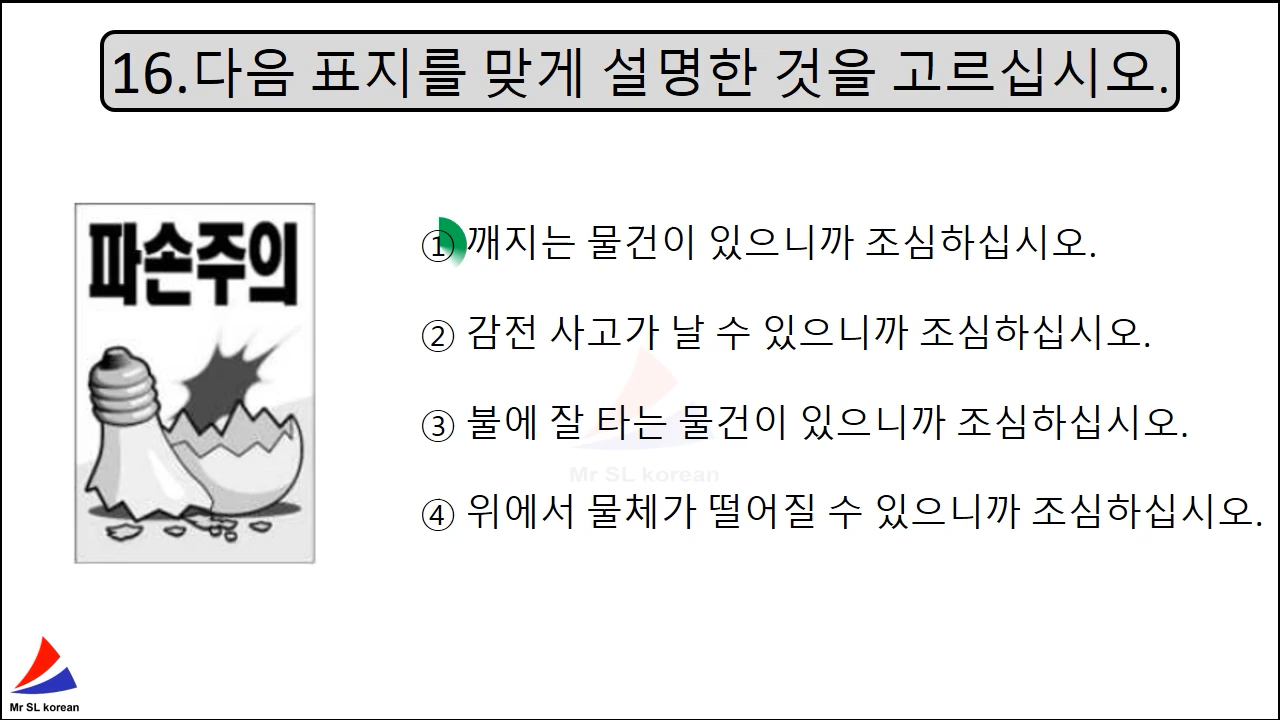 16.다음 표지를 맞게 설명한 것을 고르십시오.
파손주의
① 깨지는 물건이 있으니까 조심하십시오.
② 감전 사고가 날 수 있으니까 조심하십시오.
③ 불에 잘 타는 물건이 있으니까 조심하십시오.
④ 위에서 물체가 떨어질 수 있으니까 조심하십시오.
Mr SL korean
Mr SL korean